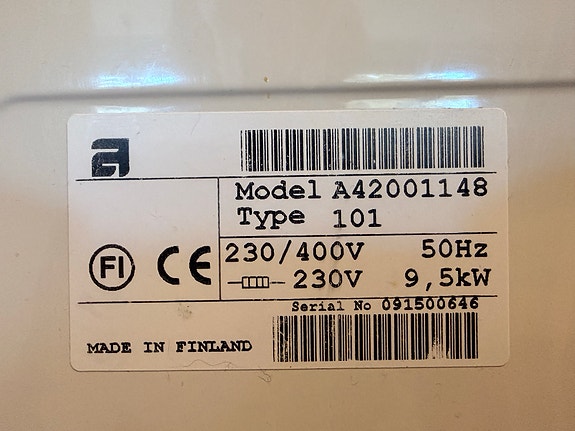 Model A42001148
Type 101
230/400V 50Hz
230V 9,5kW
FI CE
Serial No 091500646
MADE IN FINLAND